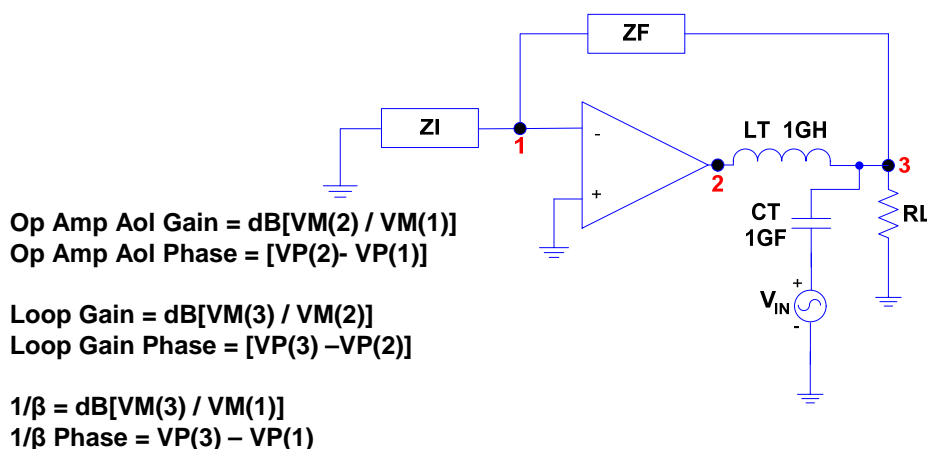 ZF
ZI
-
+
1
2
3
LT 1GH
CT
1GF
RL
VIN
+
-
Op Amp Aol Gain = dB[VM(2) / VM(1)]
Op Amp Aol Phase = [VP(2)- VP(1)]
Loop Gain = dB[VM(3) / VM(2)]
Loop Gain Phase = [VP(3) –VP(2)]
1/β = dB[VM(3) / VM(1)]
1/β Phase = VP(3) – VP(1)